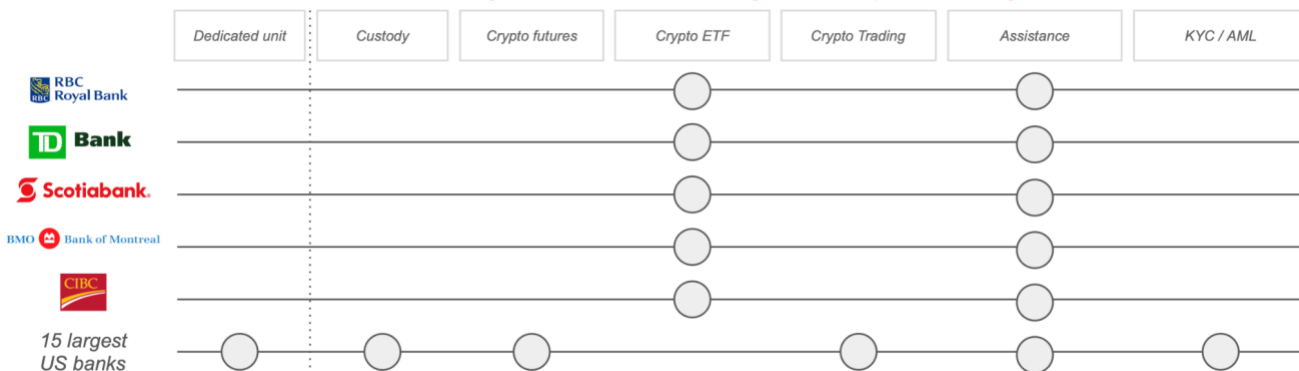 Dedicated unit Custody Crypto futures Crypto ETF Crypto Trading Assistance KYC / AML
RBC
Royal Bank
RBC
TD Bank
Scotiabank.
BMO Bank of Montreal
CIBC
15 largest
US banks